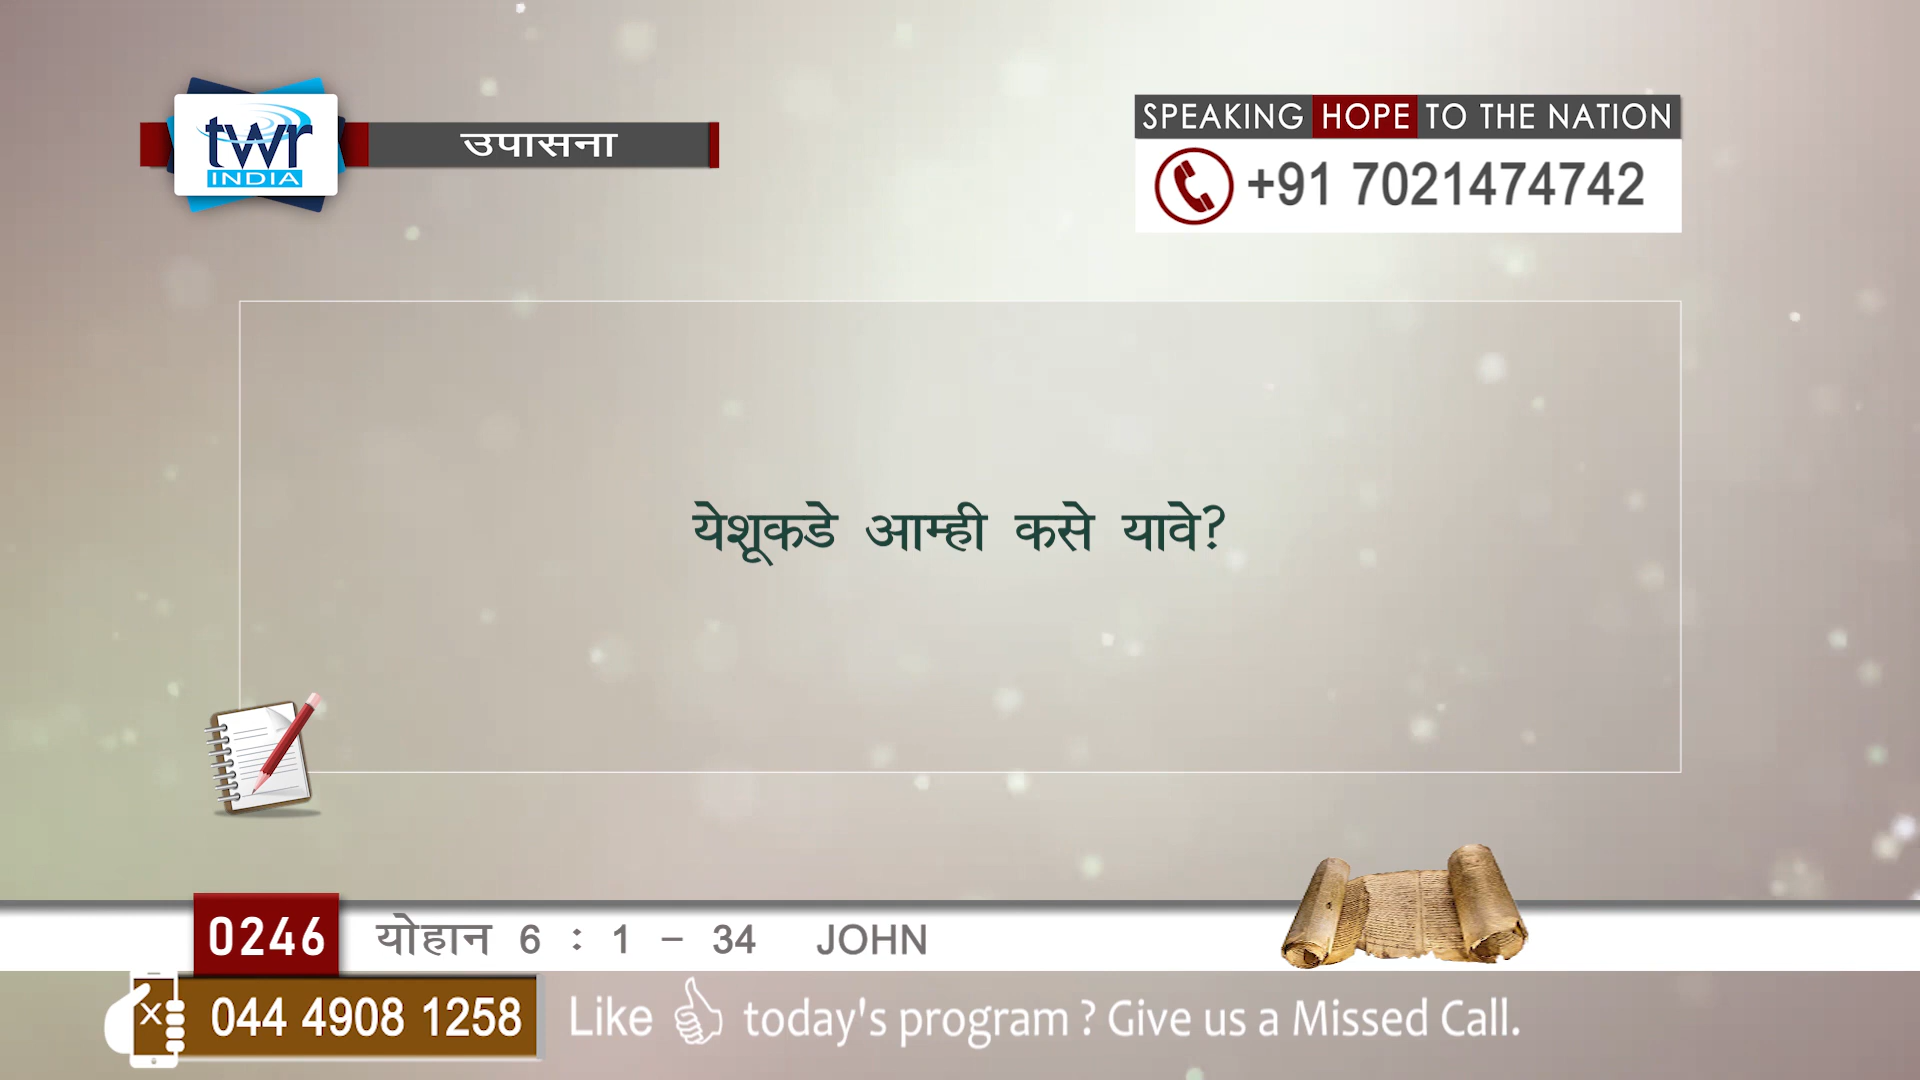 twr
INDIA
उपासना
SPEAKING HOPE TO THE NATION
+91 7021474742
येशूकडे आम्ही कसे यावे?
0246 योहान 6 : 1 - 34 JOHN
X 044 4908 1258 Like today's program ? Give us a Missed Call.